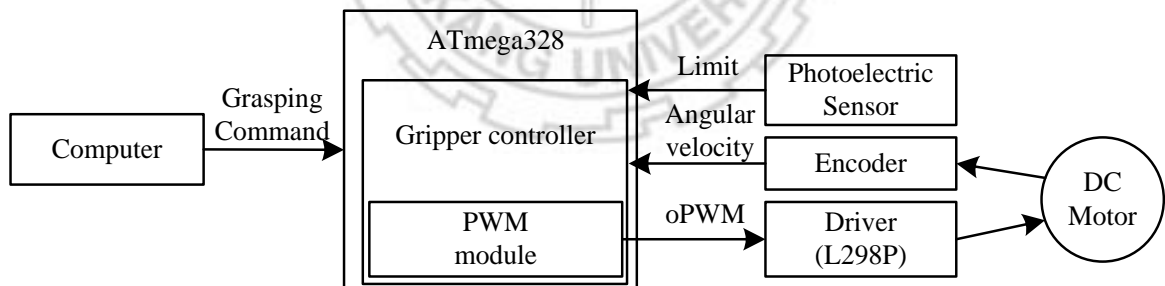 ATmega328
Grasping
Command
Computer
Gripper controller
PWM
module
Limit
Angular
velocity
oPWM
Photoelectric
Sensor
Encoder
Driver
(L298P)
DC
Motor